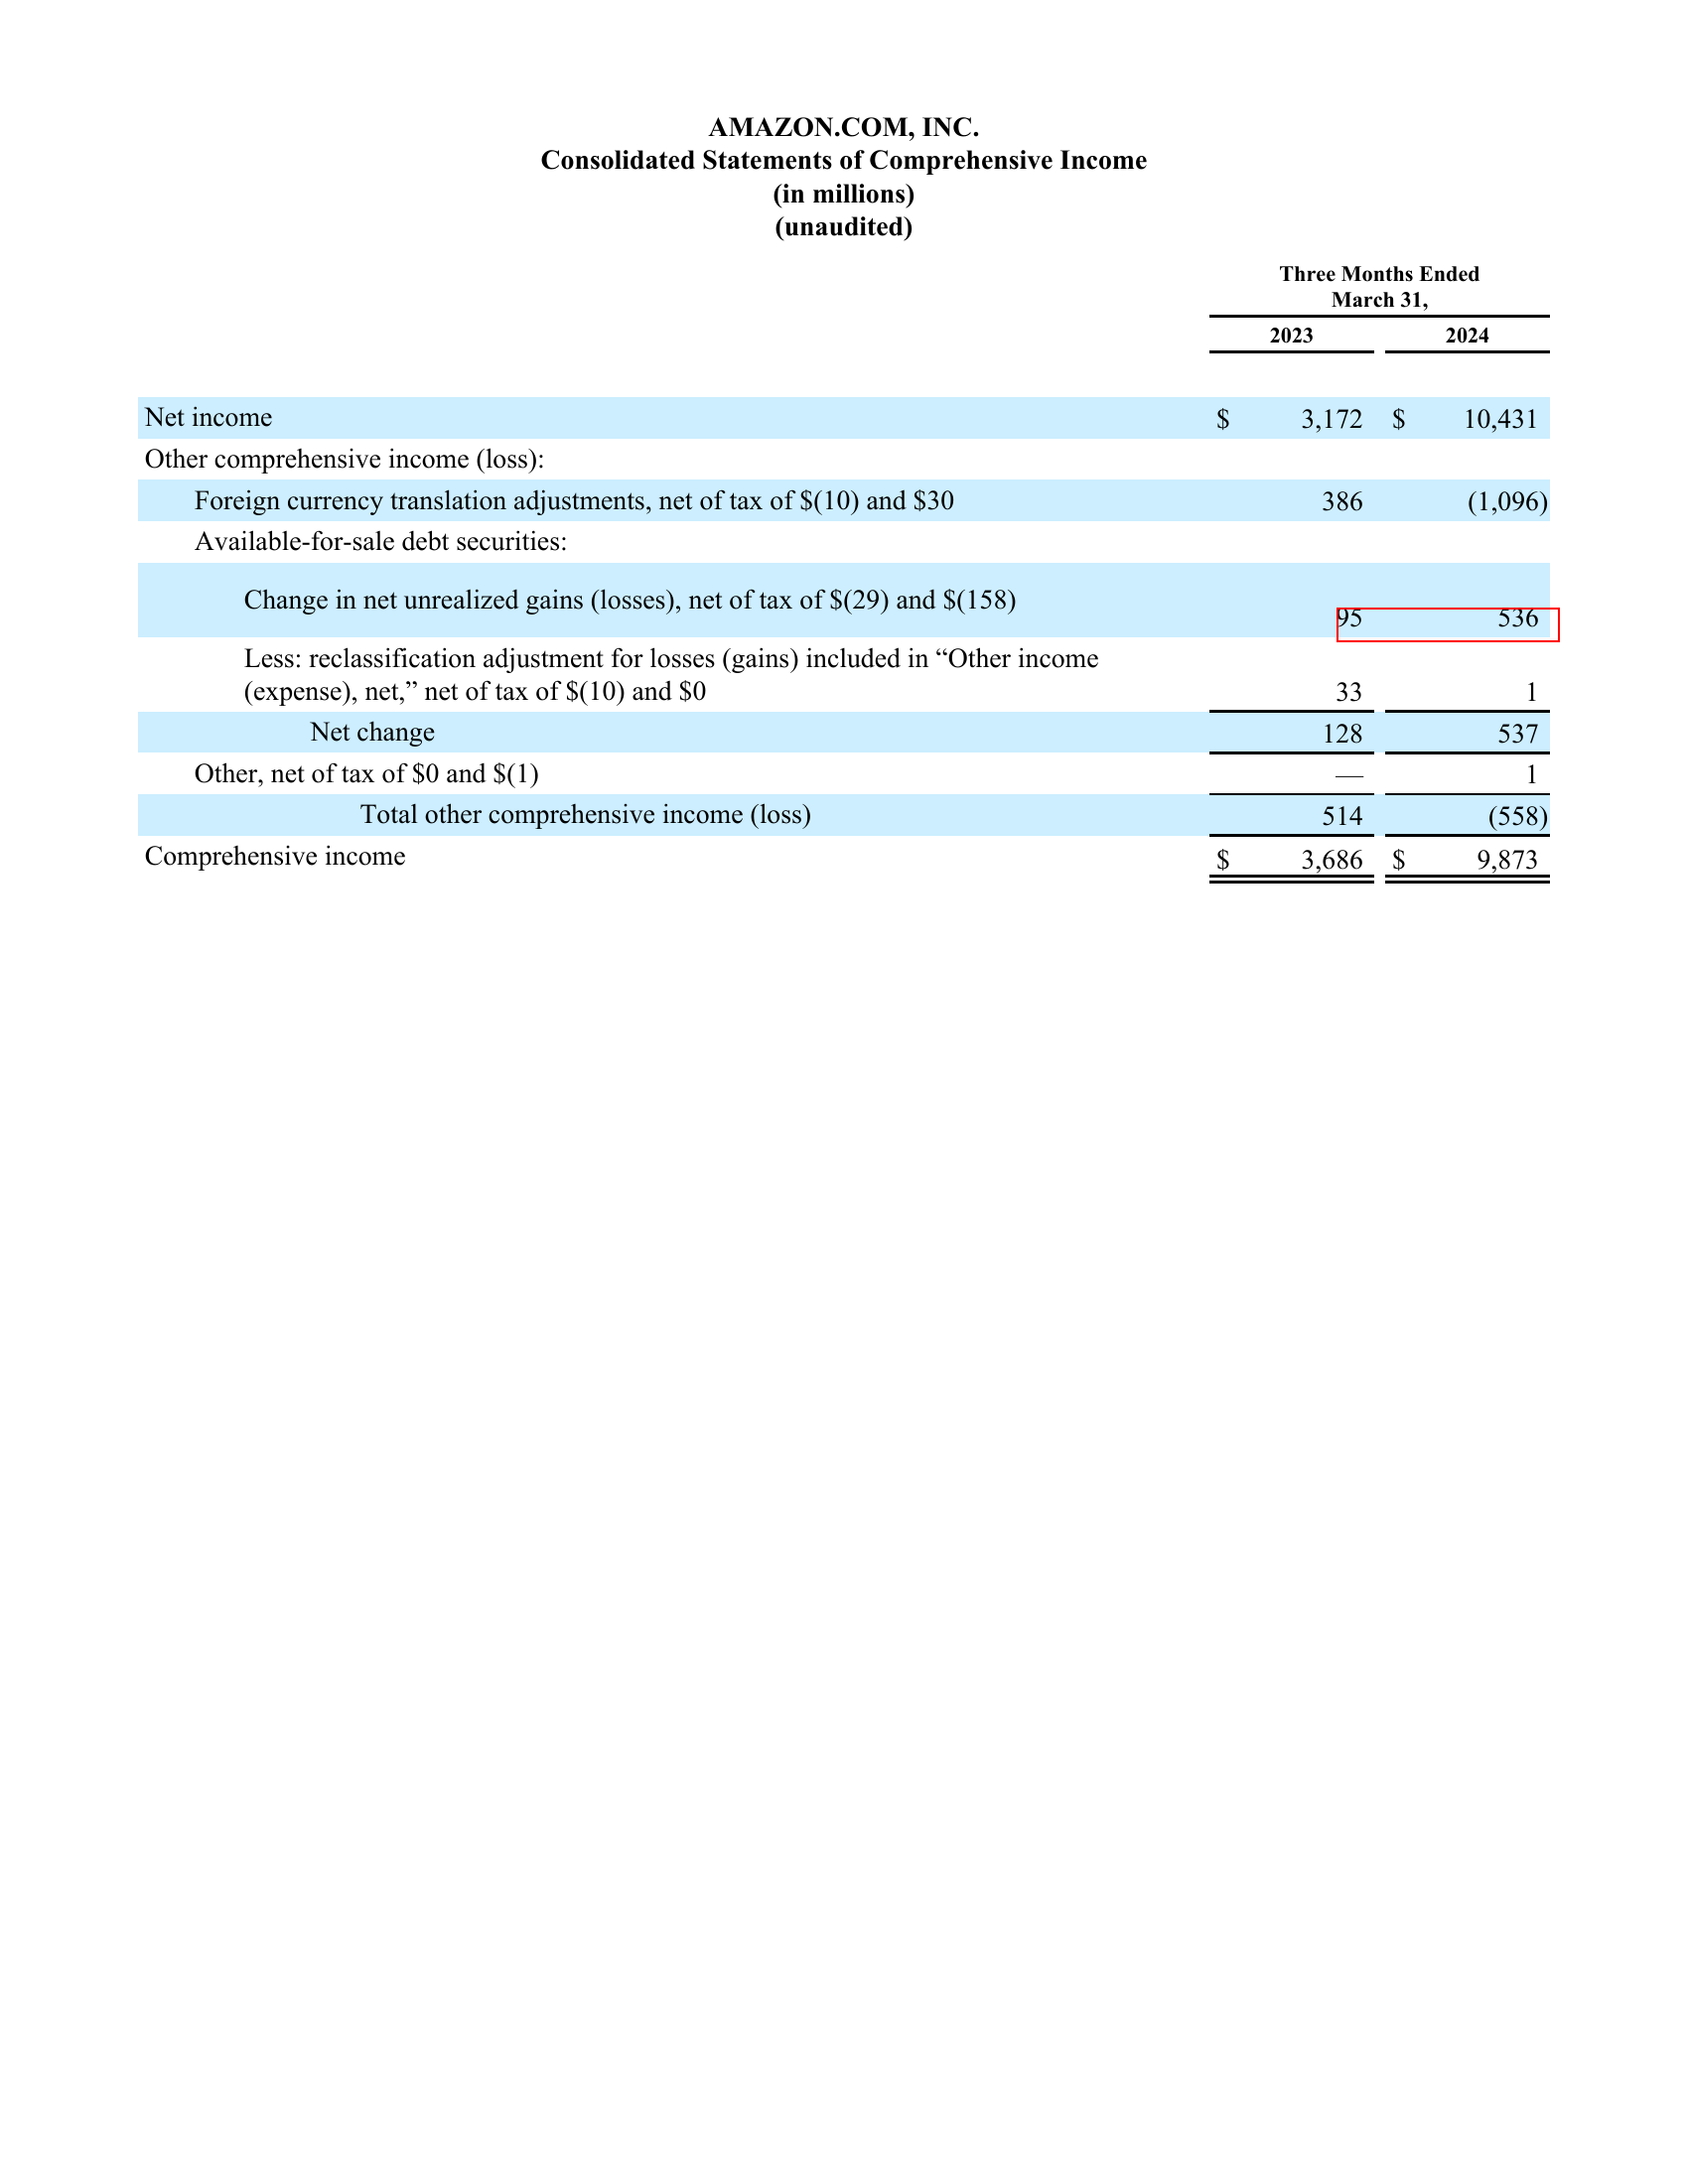 AMAZON.COM, INC.
Consolidated Statements of Comprehensive Income
(in millions)
(unaudited)
Three Months Ended
March 31,
2023 2024
Net income $ 3,172 $ 10,431
Other comprehensive income (loss):
Foreign currency translation adjustments, net of tax of $(10) and $30 386 (1,096)
Available-for-sale debt securities:
Change in net unrealized gains (losses), net of tax of $(29) and $(158) 95 536
Less: reclassification adjustment for losses (gains) included in “Other income
(expense), net,” net of tax of $(10) and $0 33 1
Net change 128 537
Other, net of tax of $0 and $(1) — 1
Total other comprehensive income (loss) 514 (558)
Comprehensive income $ 3,686 $ 9,873